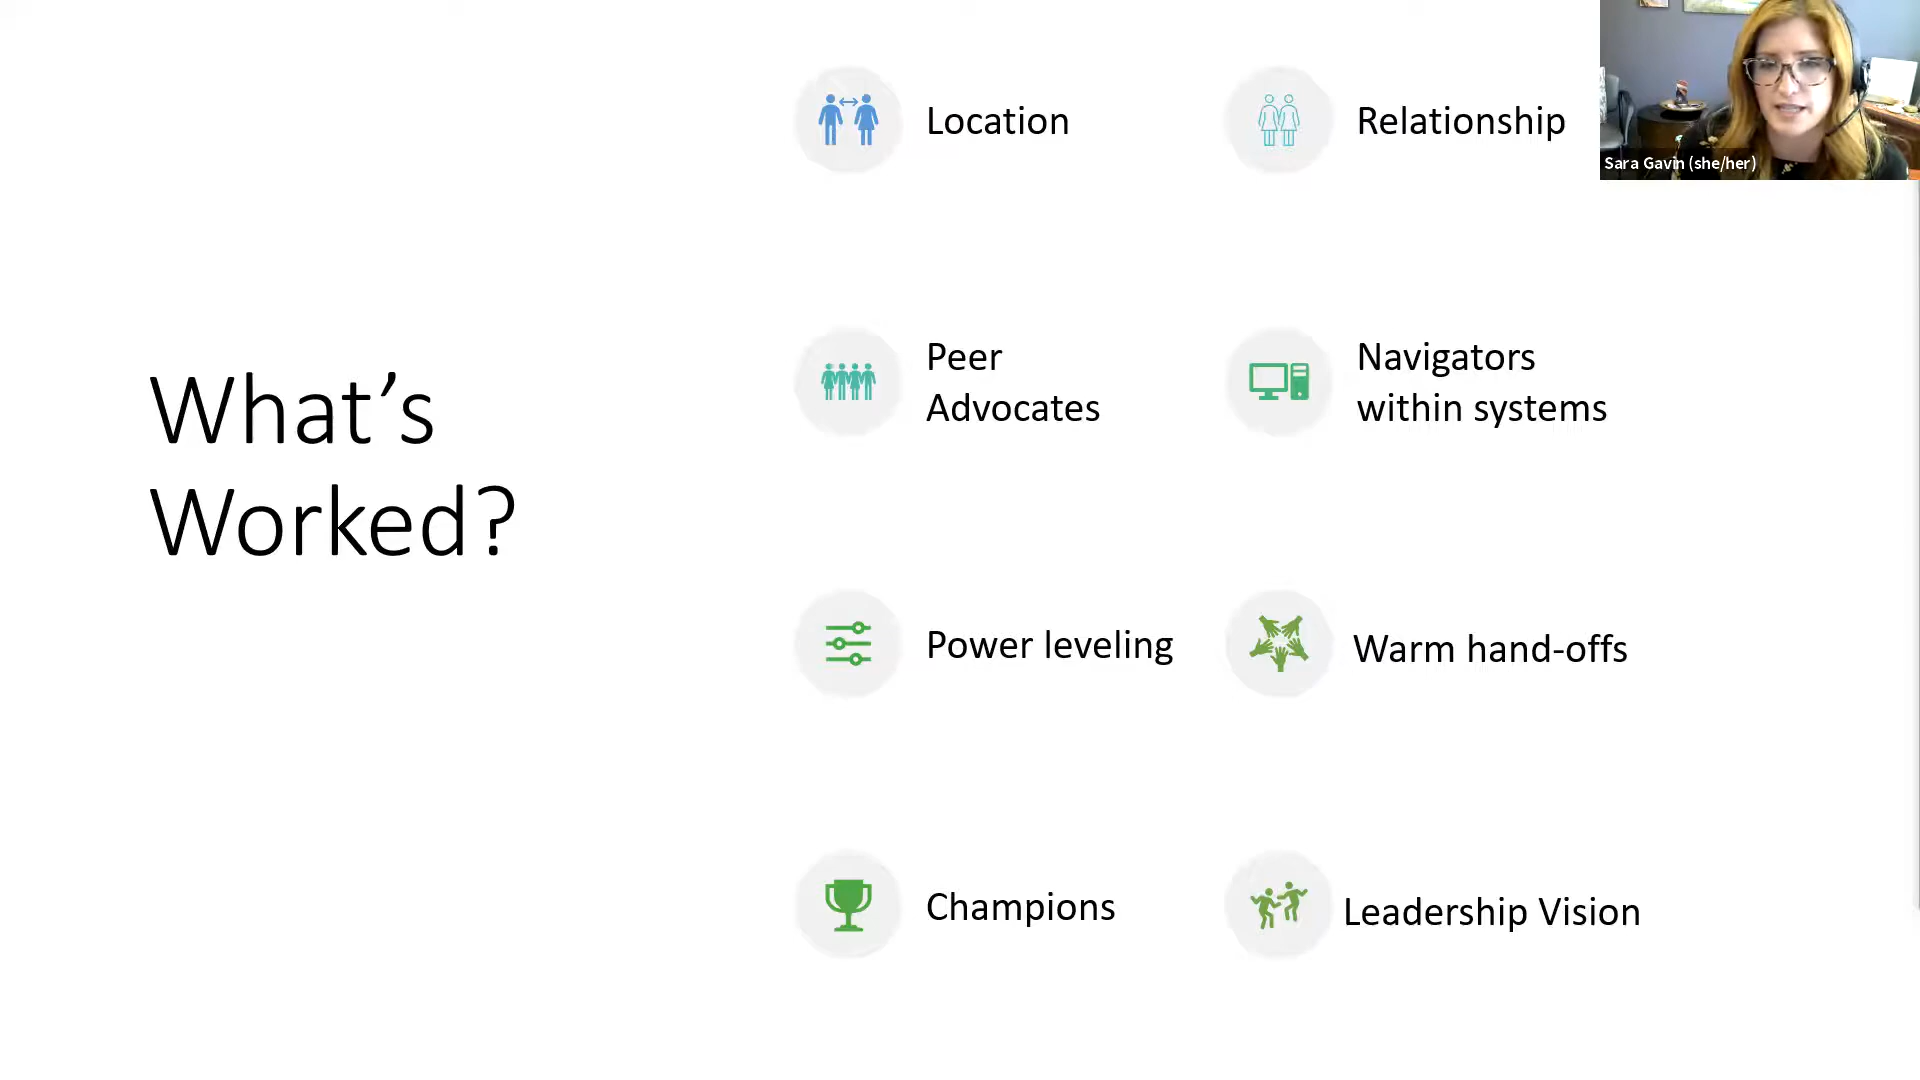 What’s
Worked?
Location
Relationship
Peer
Advocates
Navigators
within systems
Power leveling
Warm hand-offs
Champions
Leadership Vision
Sara Gavin (she/her)